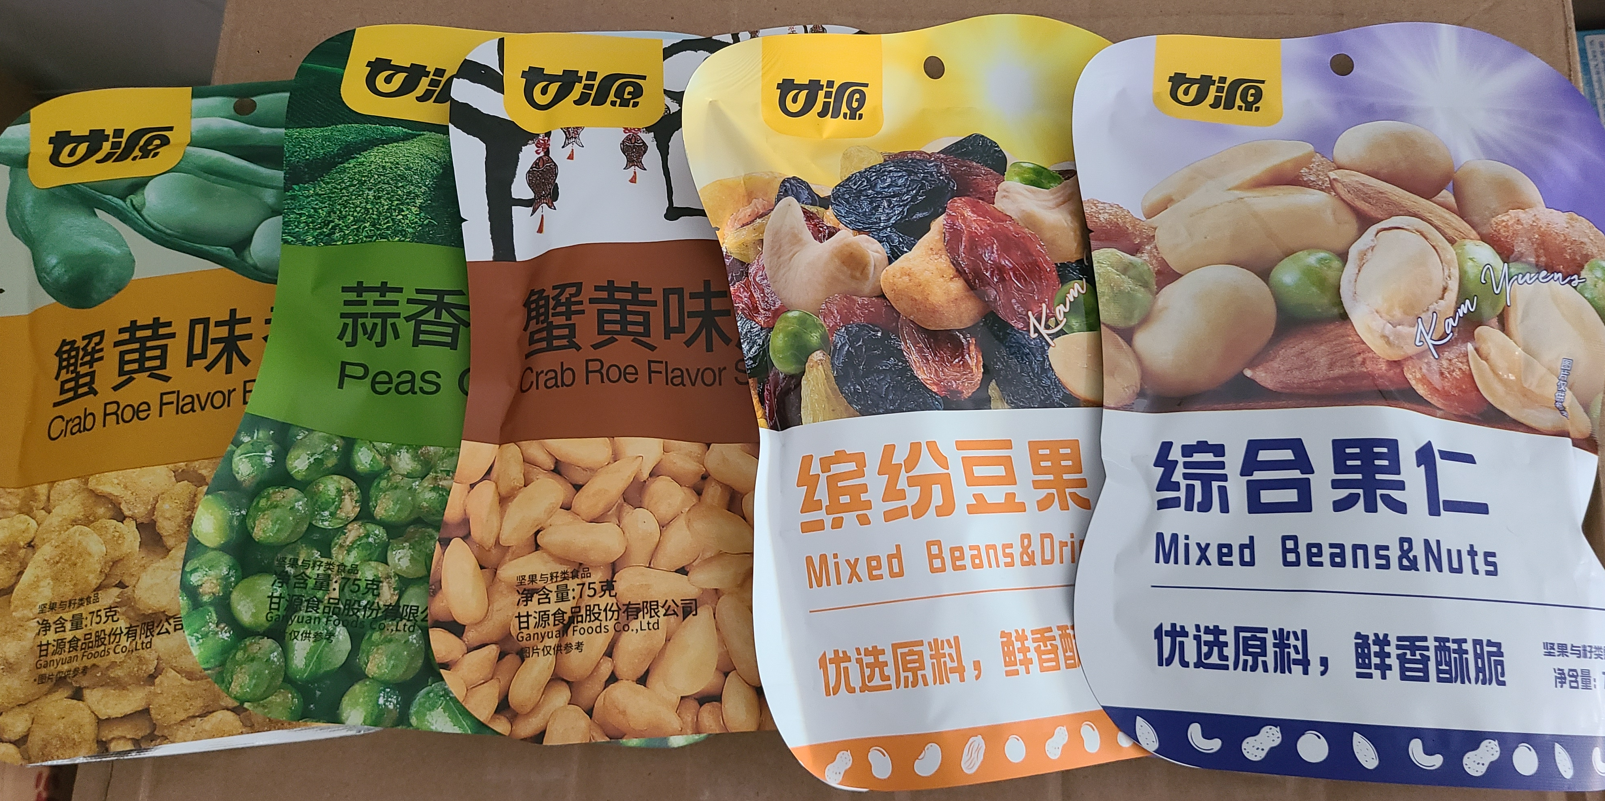 甘源
蟹黄味
Crab Roe Flavor
坚果与籽类食品
净含量:75克
甘源食品股份有限公司
Ganyuan Foods Co.,Ltd
*图片仅供参考
甘
蒜香
Peas
坚果与籽类食品
净含量:75克
甘源食品股份有限
Ganyuan Foods Co.,Ltd
片仅供参考
甘源
蟹黄味
Crab Roe Flavor S
坚果与籽类食品
净含量:75克
甘源食品股份有限公司
Ganyuan Foods Co.,Ltd
*图片仅供参考
甘源
Kam
缤纷豆果
Mixed Beans&Dri
优选原料，鲜香酥
甘源
Kam Yuens
综合果仁
Mixed Beans&Nuts
优选原料，鲜香酥脆
坚果与籽类
净含量: